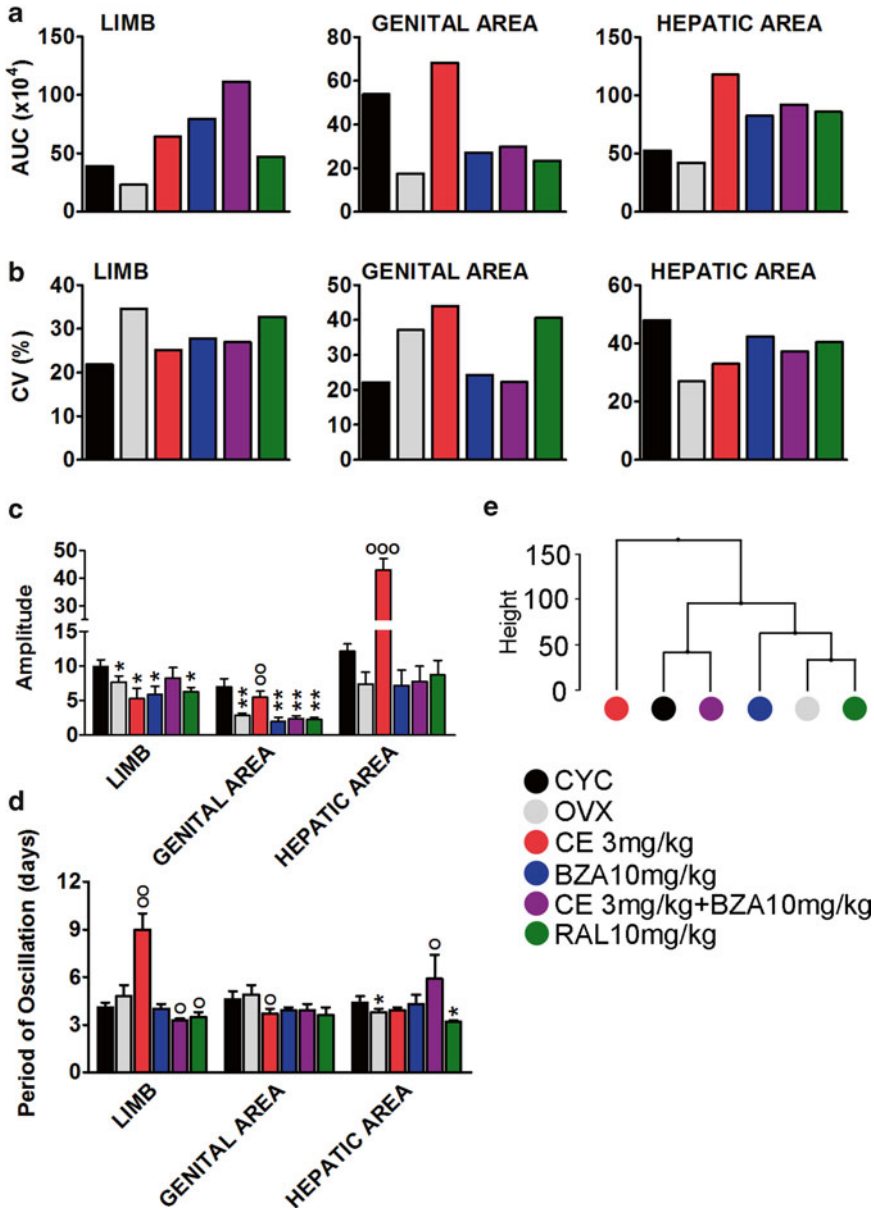 a
LIMB
GENITAL AREA
HEPATIC AREA
AUC (x10⁴)
150
100
50
0
80
60
40
20
0
150
100
50
0
b
LIMB
GENITAL AREA
HEPATIC AREA
CV (%)
40
30
20
10
0
50
40
30
20
10
0
60
40
20
0
c
Amplitude
50
40
30
15
10
5
0
*
*
*
*
**
oo
**
**
**
ooo
LIMB
GENITAL AREA
HEPATIC AREA
d
Period of Oscillation (days)
12
9
6
3
0
oo
o
o
o
*
o
*
LIMB
GENITAL AREA
HEPATIC AREA
e
Height
150
100
50
0
CYC
OVX
CE 3mg/kg
BZA10mg/kg
CE 3mg/kg+BZA10mg/kg
RAL10mg/kg